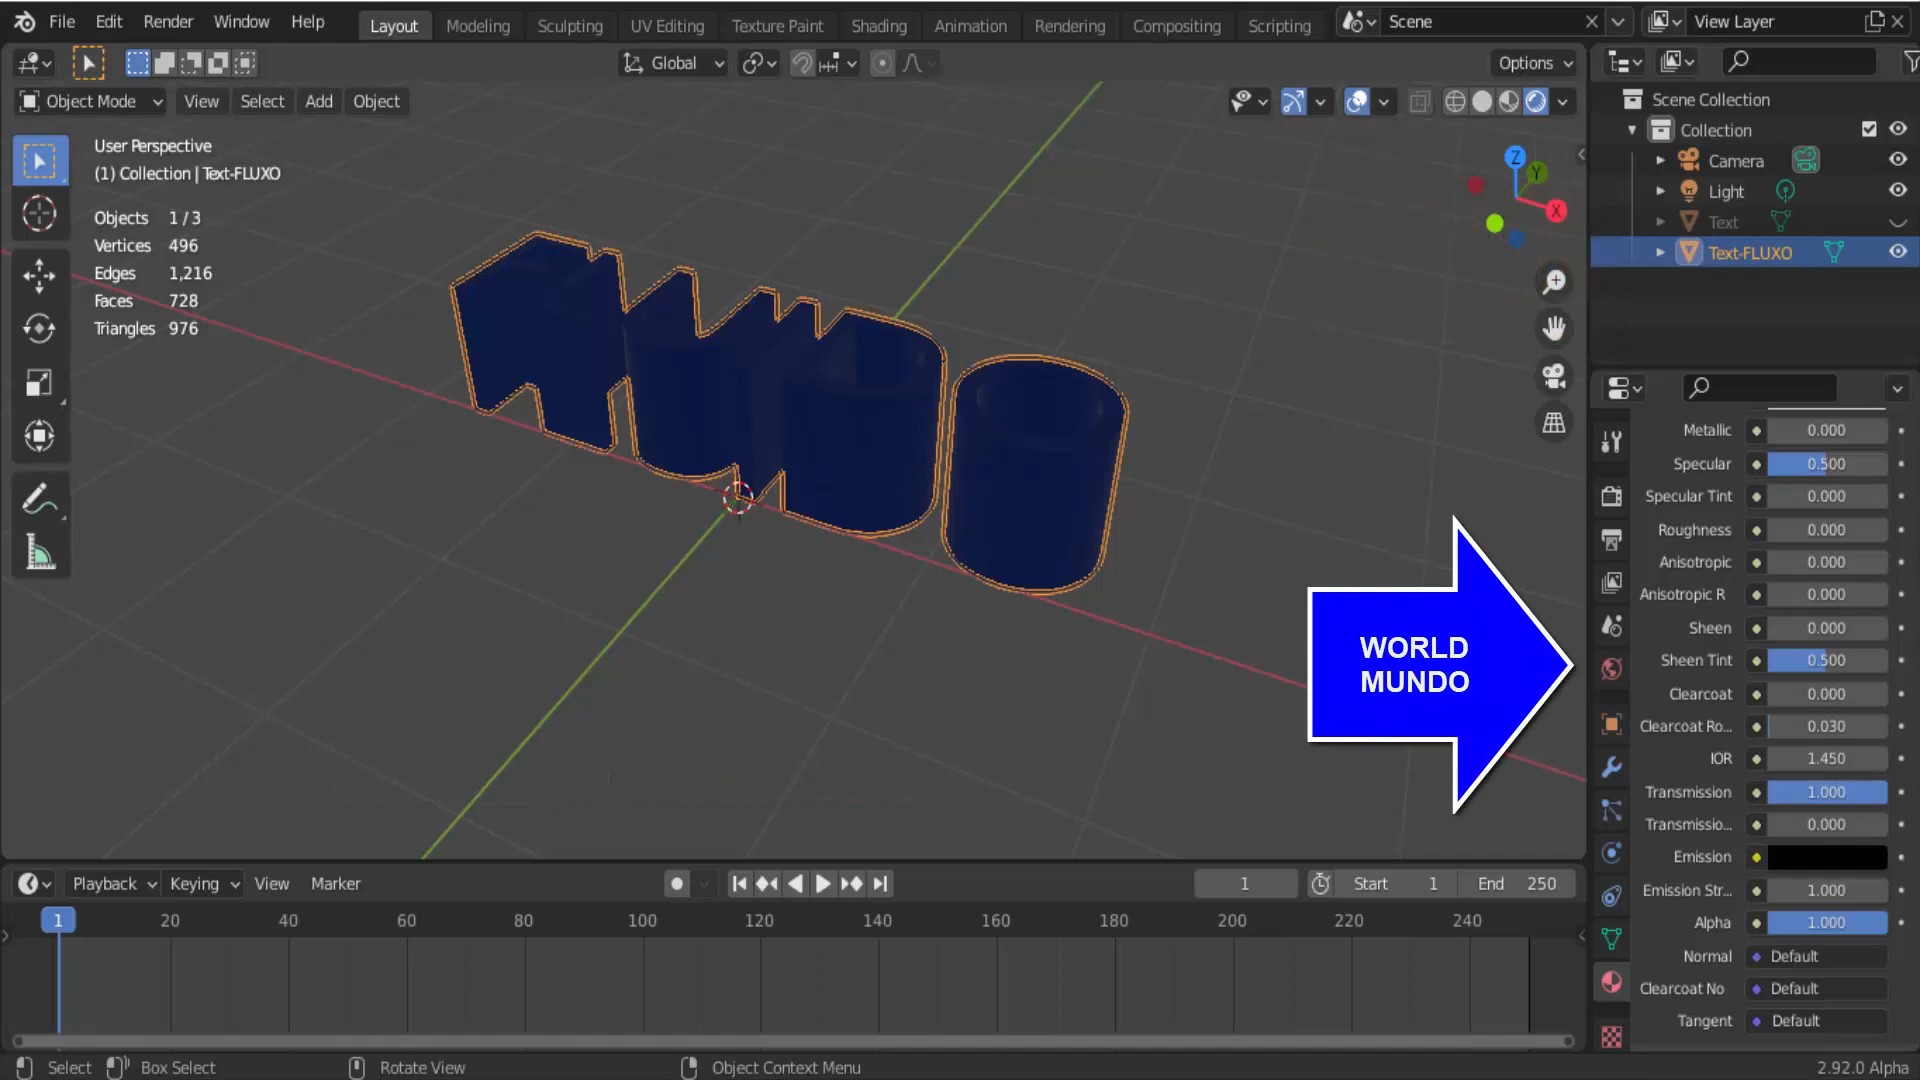 File Edit Render Window Help Layout Modeling Sculpting UV Editing Texture Paint Shading Animation Rendering Compositing Scripting Scene View Layer
Global Options
Object Mode View Select Add Object
Scene Collection
Collection
Camera
Light
Text
Text-FLUXO
User Perspective
(1) Collection | Text-FLUXO
Objects 1 / 3
Vertices 496
Edges 1,216
Faces 728
Triangles 976
Z
Y
X
WORLD
MUNDO
Metallic 0.000
Specular 0.500
Specular Tint 0.000
Roughness 0.000
Anisotropic 0.000
Anisotropic R 0.000
Sheen 0.000
Sheen Tint 0.500
Clearcoat 0.000
Clearcoat Ro... 0.030
IOR 1.450
Transmission 1.000
Transmissio... 0.000
Emission
Emission Str... 1.000
Alpha 1.000
Normal Default
Clearcoat No Default
Tangent Default
Playback Keying View Marker 1 Start 1 End 250
1 20 40 60 80 100 120 140 160 180 200 220 240
Select Box Select Rotate View Object Context Menu 2.92.0 Alpha